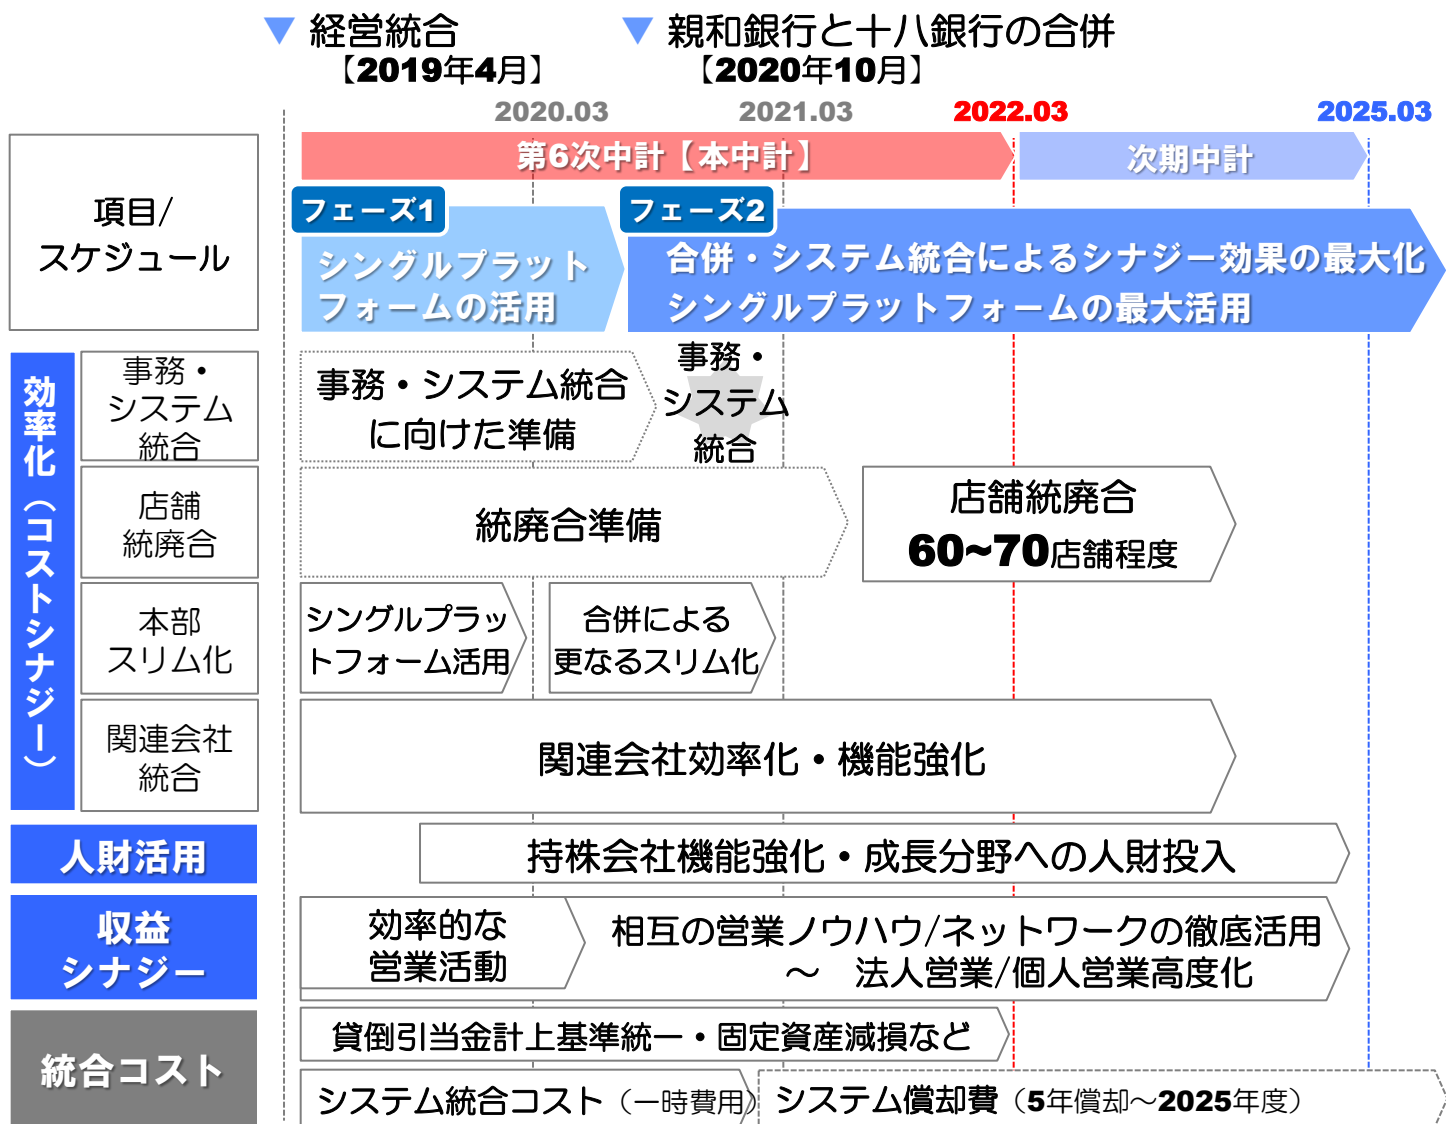 経営統合
【2019年4月】
親和銀行と十八銀行の合併
【2020年10月】
2020.03
2021.03
2022.03
2025.03
項目/
スケジュール
第6次中計【本中計】
次期中計
フェーズ1
シングルプラット
フォームの活用
フェーズ2
合併・システム統合によるシナジー効果の最大化
シングルプラットフォームの最大活用
効率化（コストシナジー）
事務・
システム
統合
事務・システム統合
に向けた準備
事務・
システム
統合
店舗
統廃合
統廃合準備
店舗統廃合
60~70店舗程度
本部
スリム化
シングルプラッ
トフォーム活用
合併による
更なるスリム化
関連会社
統合
関連会社効率化・機能強化
人財活用
持株会社機能強化・成長分野への人財投入
収益
シナジー
効率的な
営業活動
相互の営業ノウハウ/ネットワークの徹底活用
～　法人営業/個人営業高度化
統合コスト
貸倒引当金計上基準統一・固定資産減損など
システム統合コスト（一時費用）
システム償却費（5年償却～2025年度）